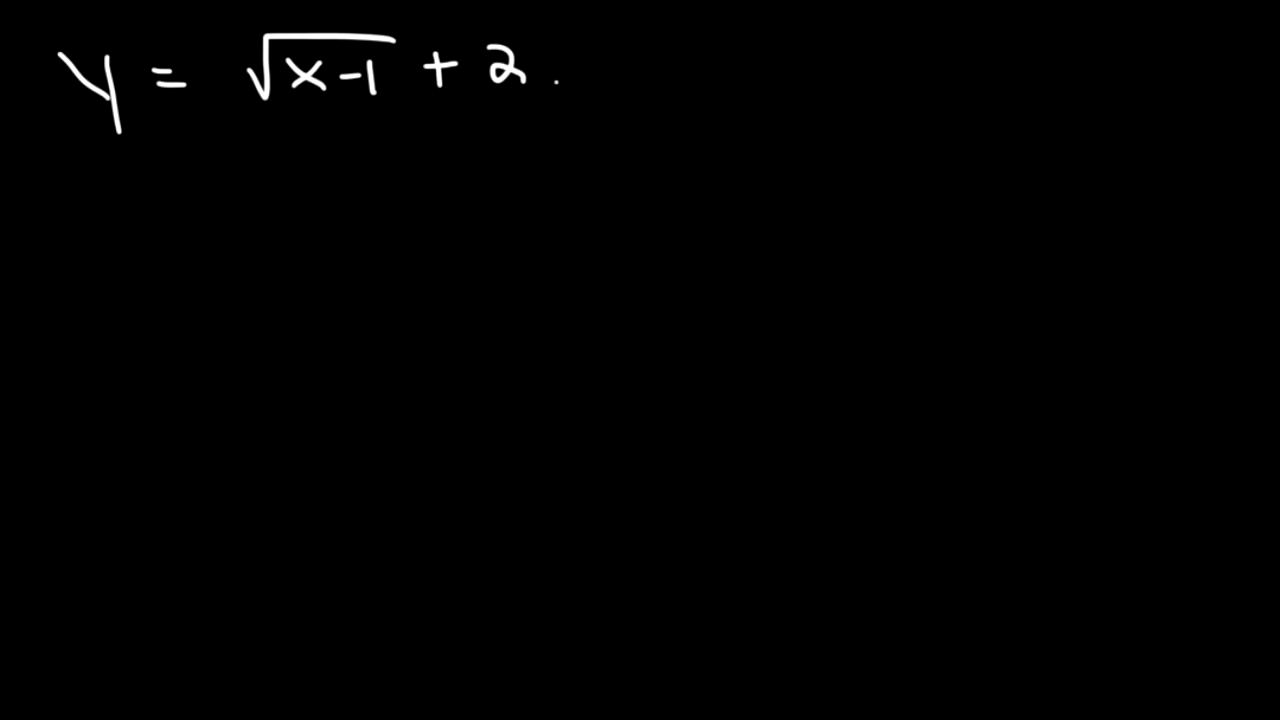 y = √(x-1) + 2